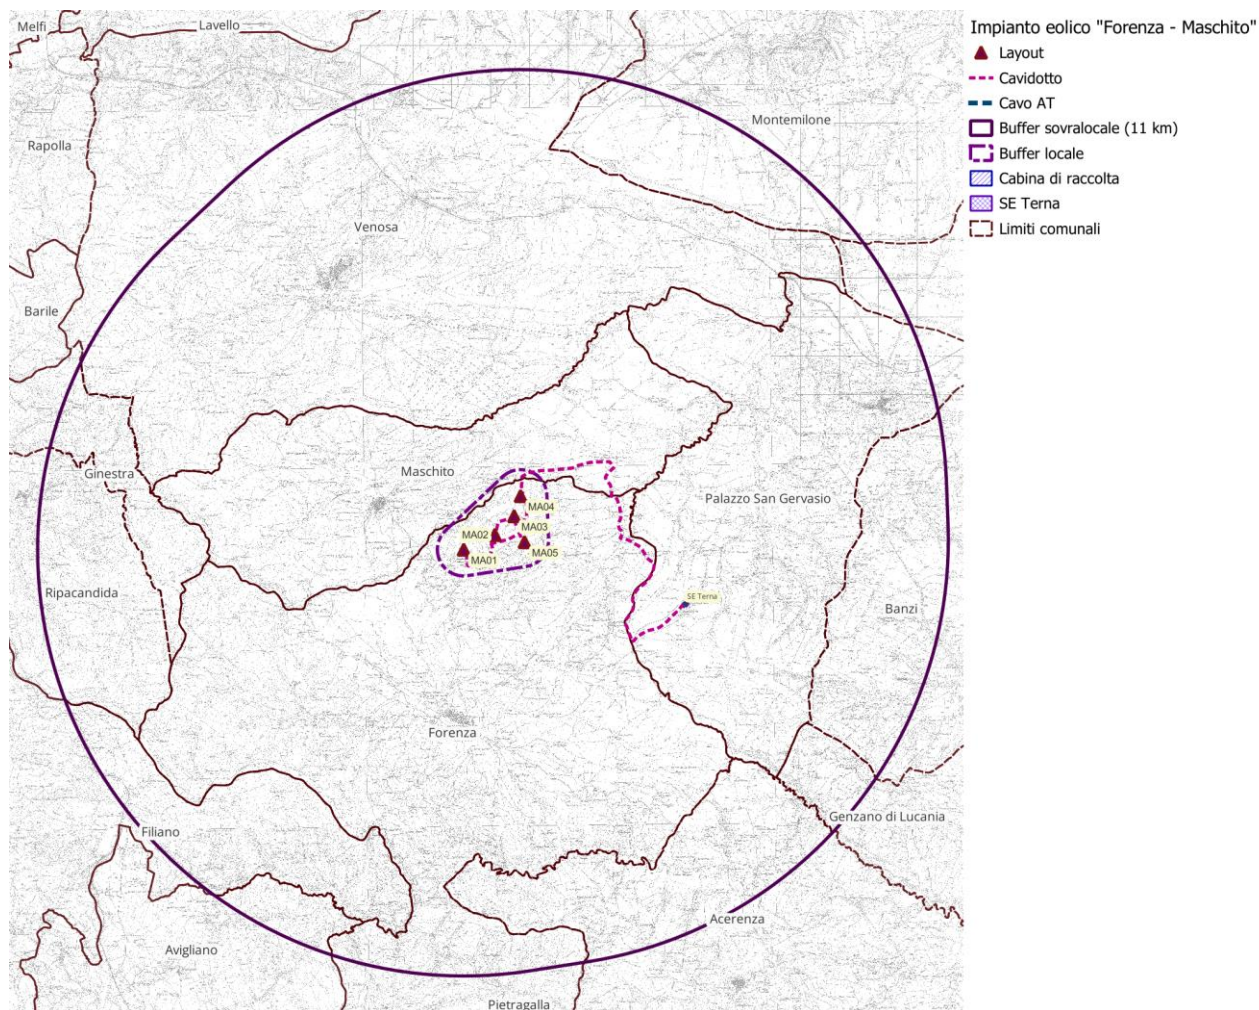 Impianto eolico "Forenza - Maschito"
Layout
Cavidotto
Cavo AT
Buffer sovralocale (11 km)
Buffer locale
Cabina di raccolta
SE Terna
Limiti comunali
Melfi
Lavello
Montemilone
Rapolla
Venosa
Barile
Ginestra
Maschito
Palazzo San Gervasio
MA04
MA03
MA02
MA05
MA01
Ripacandida
SE Terna
Banzi
Forenza
Genzano di Lucania
Filiano
Acerenza
Avigliano
Pietragalla